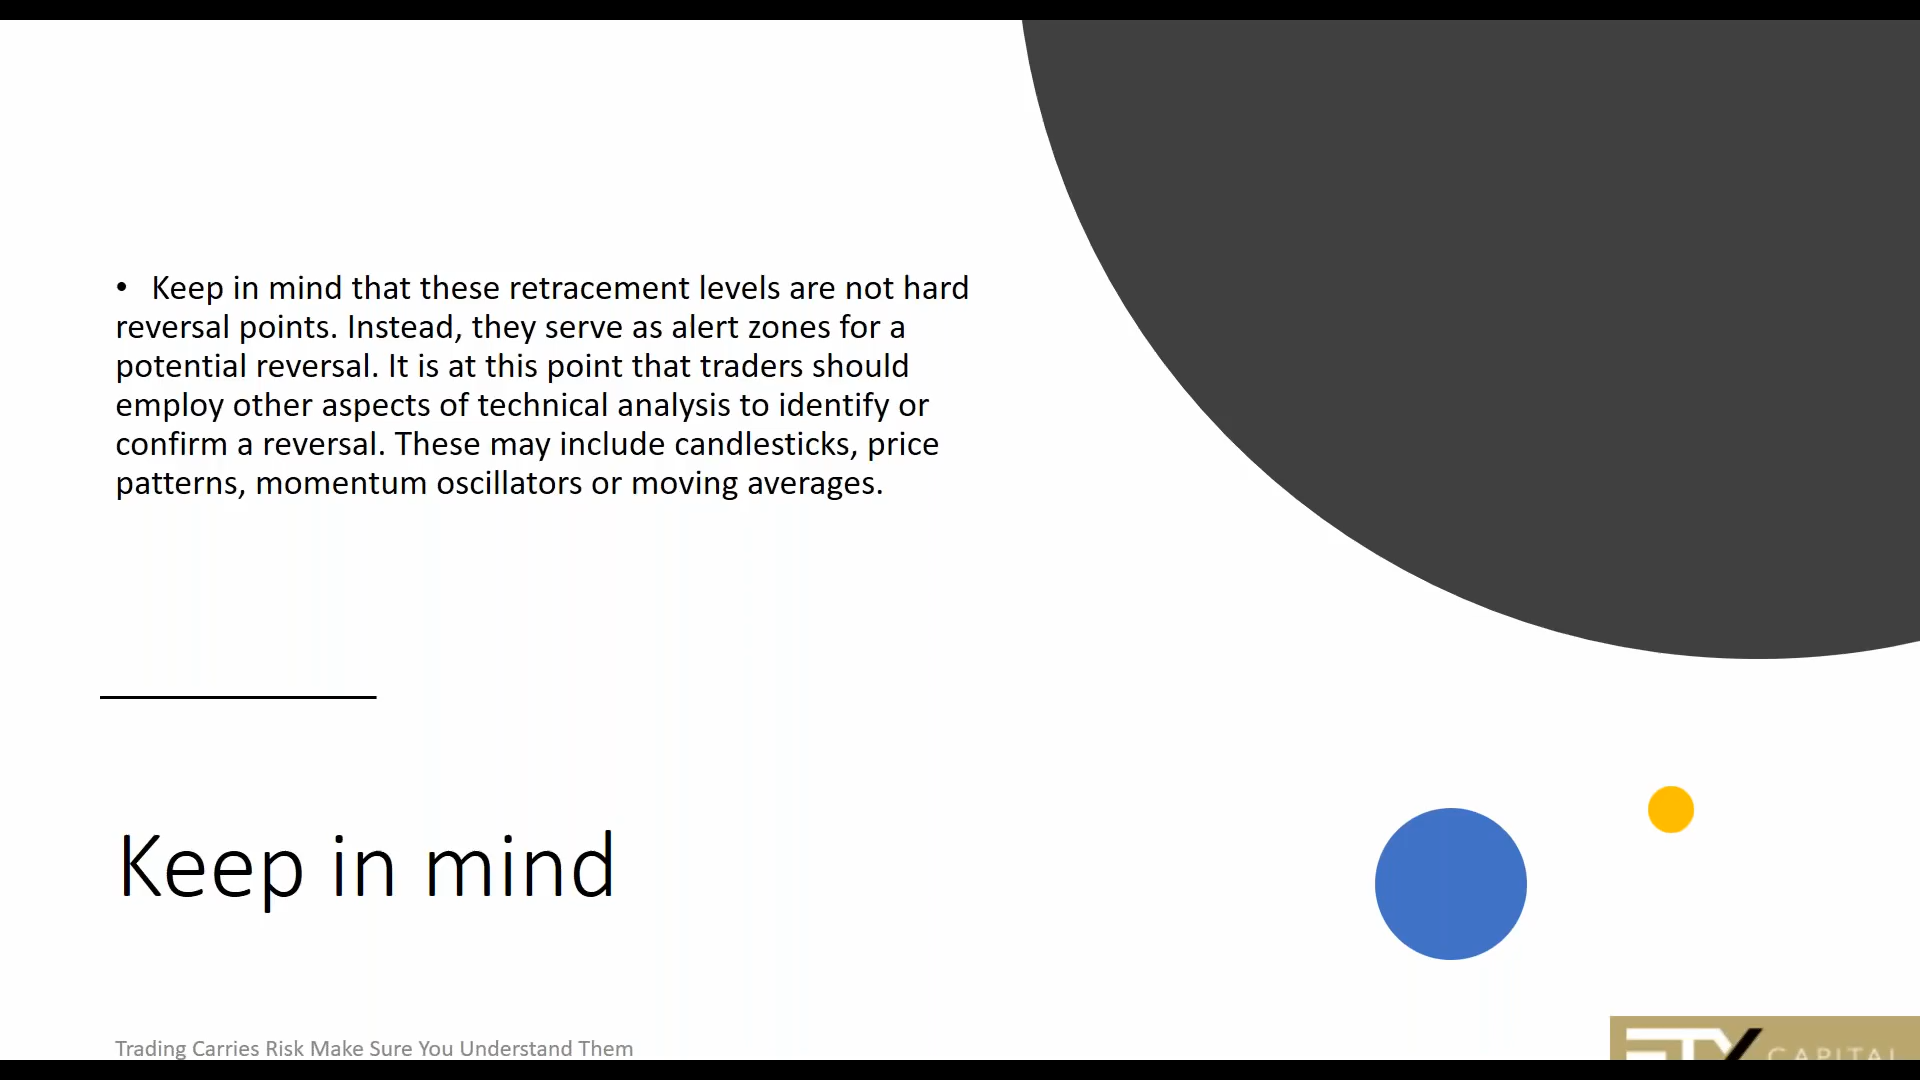 • Keep in mind that these retracement levels are not hard
reversal points. Instead, they serve as alert zones for a
potential reversal. It is at this point that traders should
employ other aspects of technical analysis to identify or
confirm a reversal. These may include candlesticks, price
patterns, momentum oscillators or moving averages.
Keep in mind
Trading Carries Risk Make Sure You Understand Them
CAPITAL